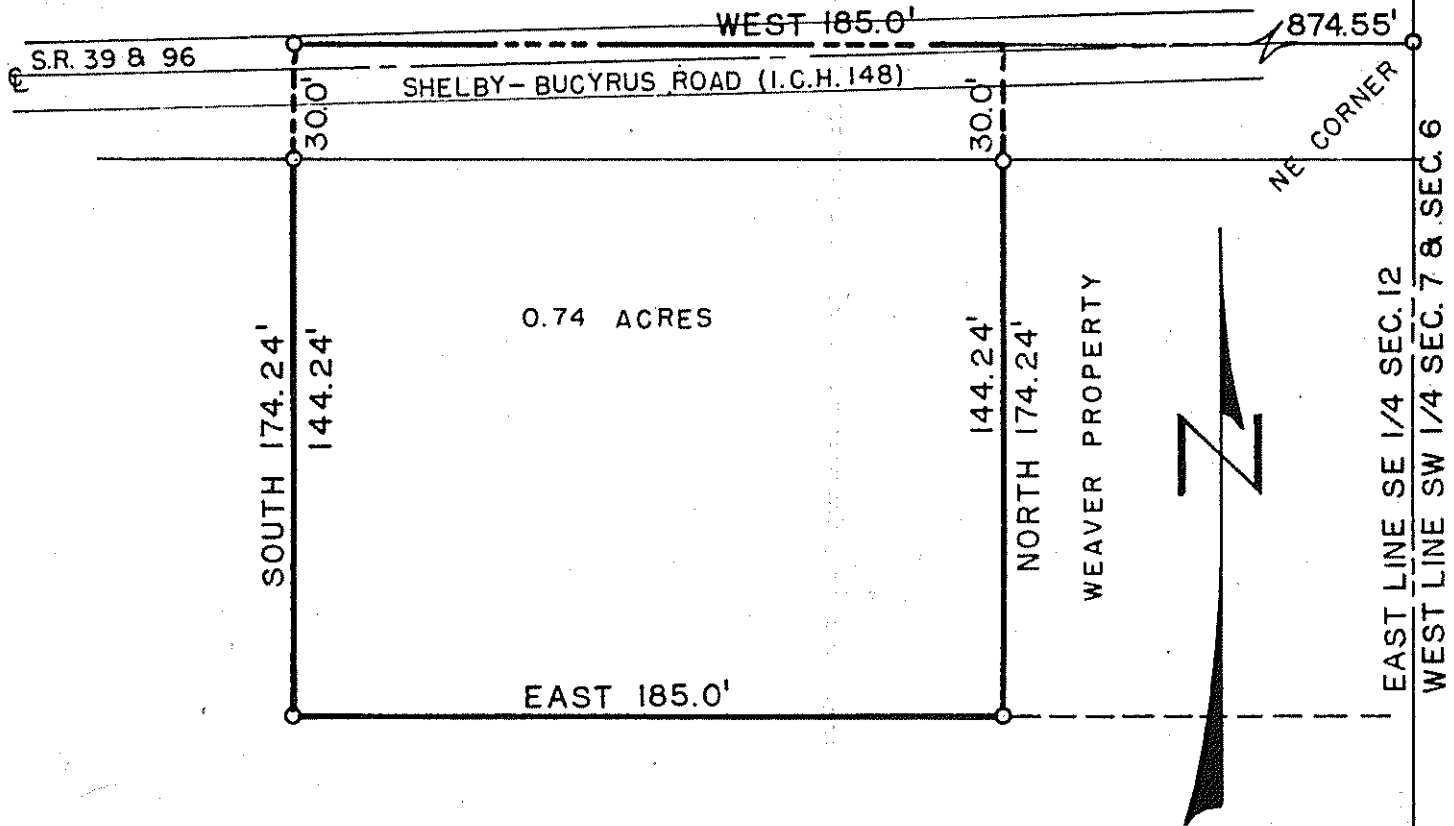 WEST 185.0'
874.55'
S.R. 39 & 96
SHELBY-BUCYRUS ROAD (I.C.H. 148)
30.0'
30.0'
NE CORNER
0.74 ACRES
SOUTH 174.24'
144.24'
144.24'
NORTH 174.24'
WEAVER PROPERTY
N
EAST LINE SE 1/4 SEC. 12
WEST LINE SW 1/4 SEC. 7 & SEC. 6
EAST 185.0'